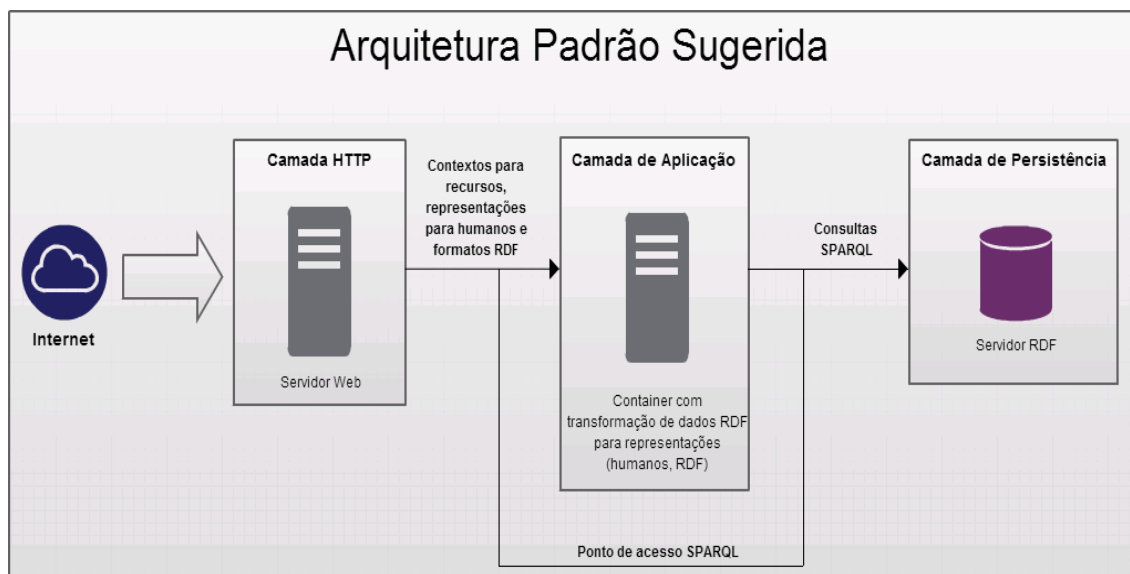 Arquitetura Padrão Sugerida
Internet
Camada HTTP
Servidor Web
Contextos para
recursos,
representações
para humanos e
formatos RDF
Camada de Aplicação
Container com
transformação de dados RDF
para representações
(humanos, RDF)
Consultas
SPARQL
Camada de Persistência
Servidor RDF
Ponto de acesso SPARQL